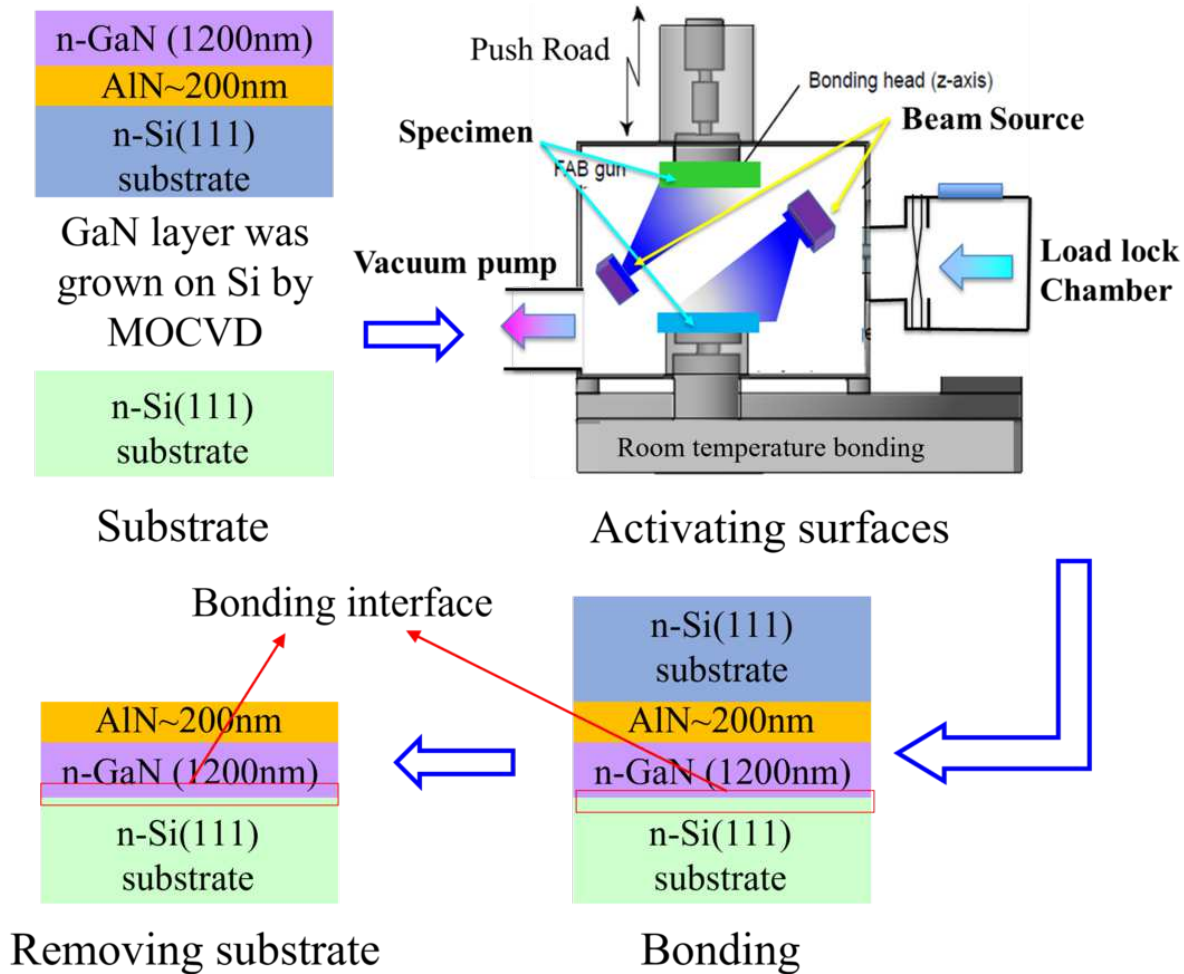 n-GaN (1200nm)
AlN~200nm
n-Si(111)
substrate
GaN layer was
grown on Si by
MOCVD
n-Si(111)
substrate
Substrate
Push Road
Bonding head (z-axis)
Specimen
Beam Source
FAB gun
Vacuum pump
Load lock
Chamber
Room temperature bonding
Activating surfaces
Bonding interface
n-Si(111)
substrate
AlN~200nm
n-GaN (1200nm)
n-Si(111)
substrate
Bonding
AlN~200nm
n-GaN (1200nm)
n-Si(111)
substrate
Removing substrate